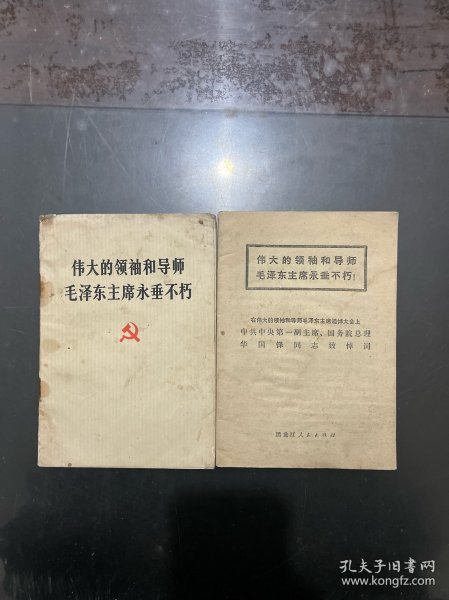 伟大的领袖和导师
毛泽东主席永垂不朽
伟大的领袖和导师
毛泽东主席永垂不朽!
在伟大的领袖和导师毛泽东主席追悼大会上
中共中央第一副主席、国务院总理
华国锋同志致悼词
黑龙江人民出版社
孔夫子旧书网
www.kongfz.com